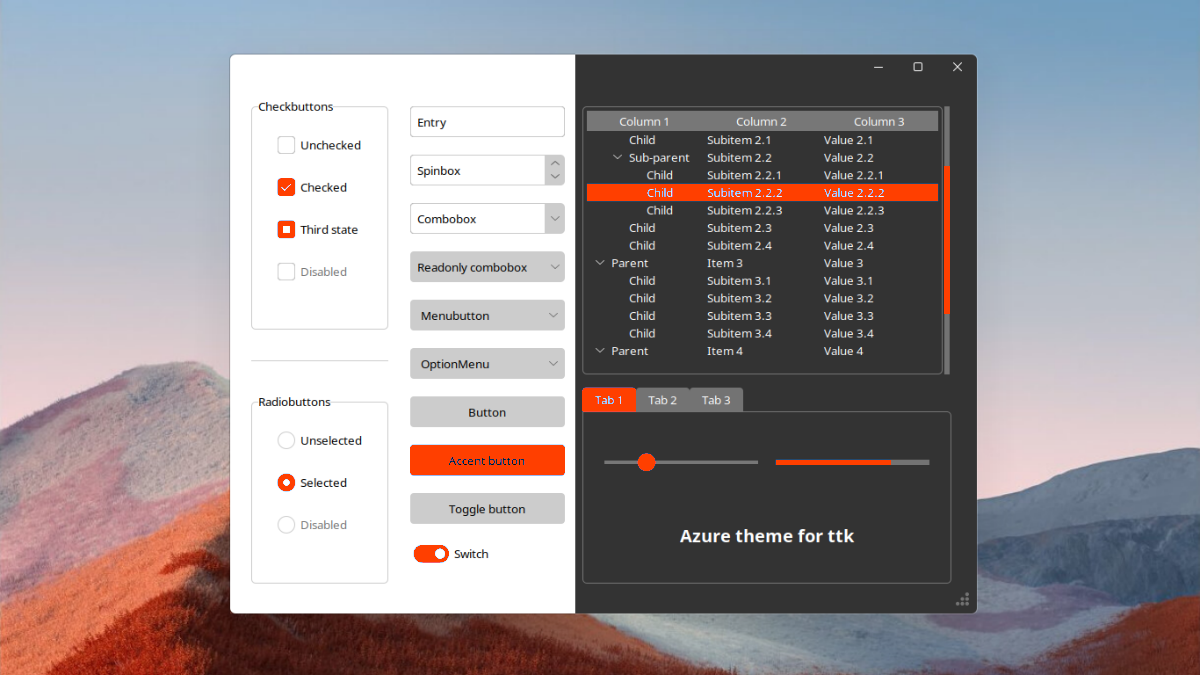 Checkbuttons
Unchecked
Checked
Third state
Disabled
Radiobuttons
Unselected
Selected
Disabled
Entry
Spinbox
Combobox
Readonly combobox
Menubutton
OptionMenu
Button
Accent button
Toggle button
Switch
Column 1 Column 2 Column 3
Child Subitem 2.1 Value 2.1
Sub-parent Subitem 2.2 Value 2.2
Child Subitem 2.2.1 Value 2.2.1
Child Subitem 2.2.2 Value 2.2.2
Child Subitem 2.2.3 Value 2.2.3
Child Subitem 2.3 Value 2.3
Child Subitem 2.4 Value 2.4
Parent Item 3 Value 3
Child Subitem 3.1 Value 3.1
Child Subitem 3.2 Value 3.2
Child Subitem 3.3 Value 3.3
Child Subitem 3.4 Value 3.4
Parent Item 4 Value 4
Tab 1 Tab 2 Tab 3
Azure theme for ttk